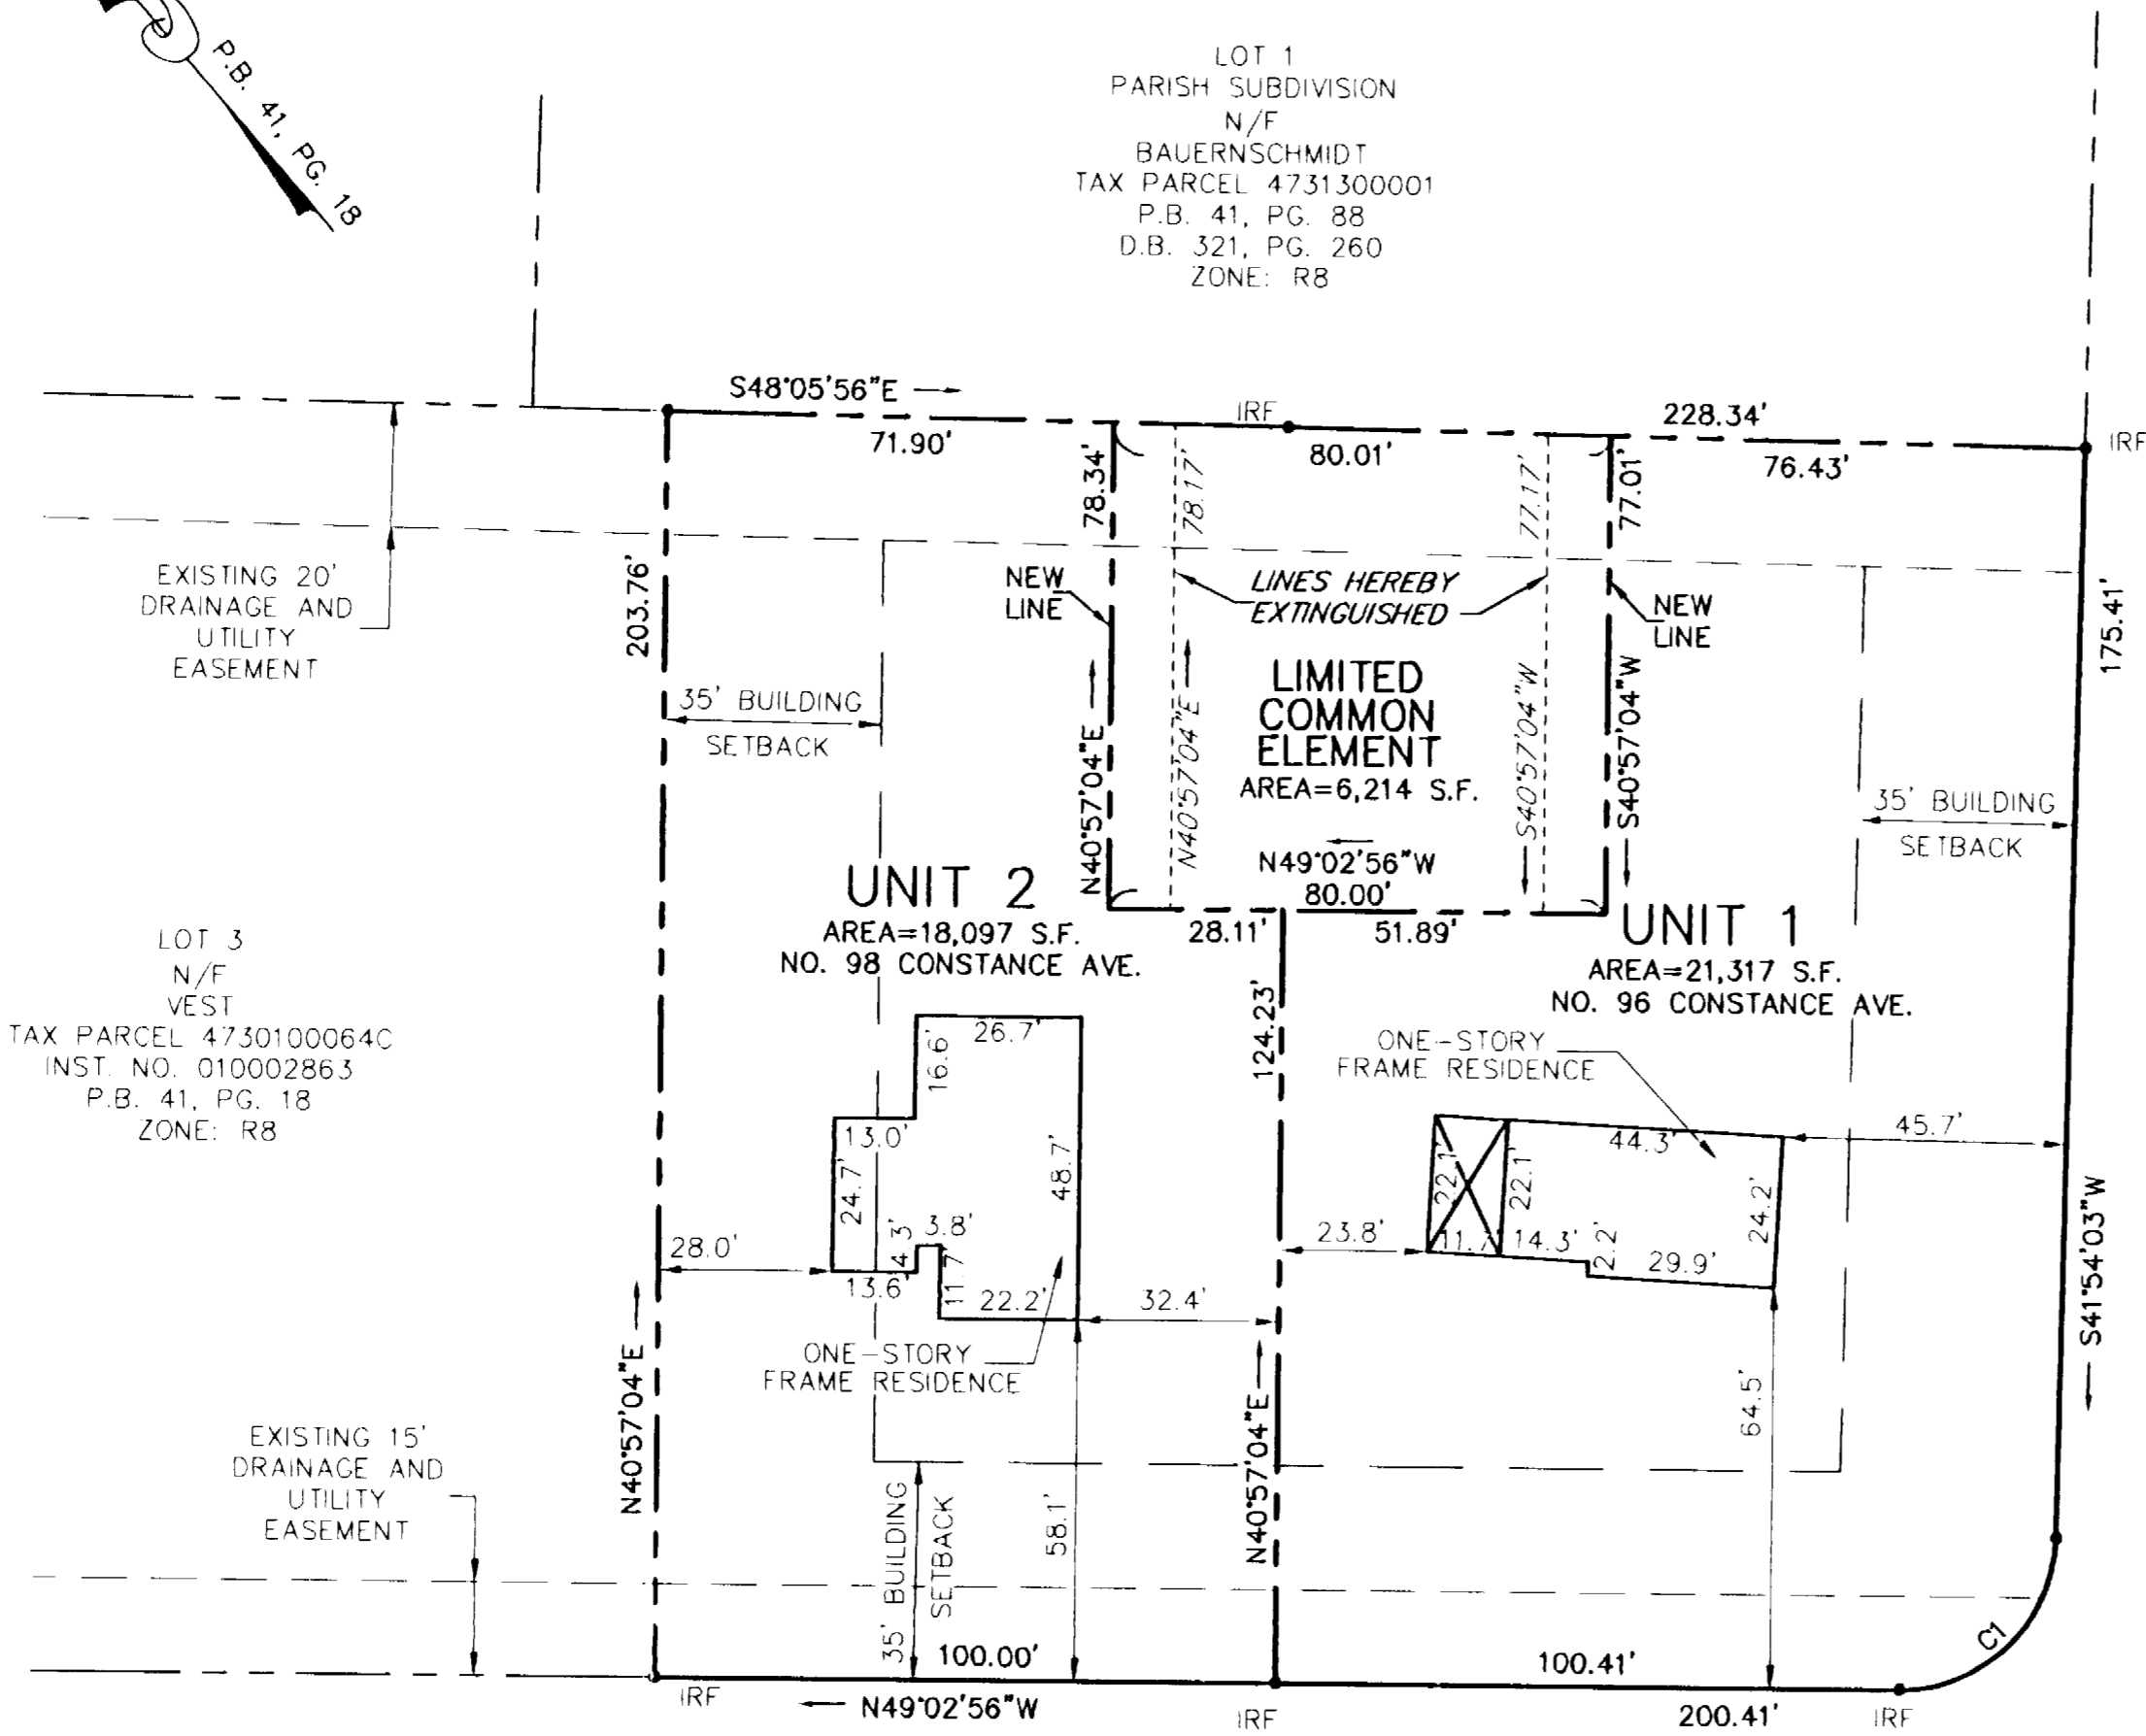 P.B. 41, PG. 18
LOT 1
PARISH SUBDIVISION
N/F
BAUERNSCHMIDT
TAX PARCEL 4731300001
P.B. 41, PG. 88
D.B. 321, PG. 260
ZONE: R8
S48°05'56"E
71.90'
IRF
80.01'
228.34'
76.43'
IRF
78.34'
78.17'
77.17'
77.01'
203.76'
175.41'
EXISTING 20'
DRAINAGE AND
UTILITY
EASEMENT
NEW
LINE
LINES HEREBY
EXTINGUISHED
NEW
LINE
35' BUILDING
SETBACK
LIMITED
COMMON
ELEMENT
AREA=6,214 S.F.
N40°57'04"E
N40°57'04"E
S40°57'04"W
S40°57'04"W
35' BUILDING
SETBACK
N49°02'56"W
80.00'
28.11'
51.89'
UNIT 2
AREA=18,097 S.F.
NO. 98 CONSTANCE AVE.
UNIT 1
AREA=21,317 S.F.
NO. 96 CONSTANCE AVE.
LOT 3
N/F
VEST
TAX PARCEL 4730100064C
INST. NO. 010002863
P.B. 41, PG. 18
ZONE: R8
124.23'
26.7'
16.6'
13.0'
24.7'
48.7'
4.3'
3.8'
28.0'
13.6'
11.7'
22.2'
32.4'
ONE-STORY
FRAME RESIDENCE
ONE-STORY
FRAME RESIDENCE
44.3'
45.7'
22.1'
22.1'
24.2'
23.8'
11.7'
14.3'
2.2'
29.9'
S41°54'03"W
N40°57'04"E
N40°57'04"E
64.5'
58.1'
35' BUILDING
SETBACK
EXISTING 15'
DRAINAGE AND
UTILITY
EASEMENT
C1
100.00'
100.41'
IRF
N49°02'56"W
IRF
200.41'
IRF